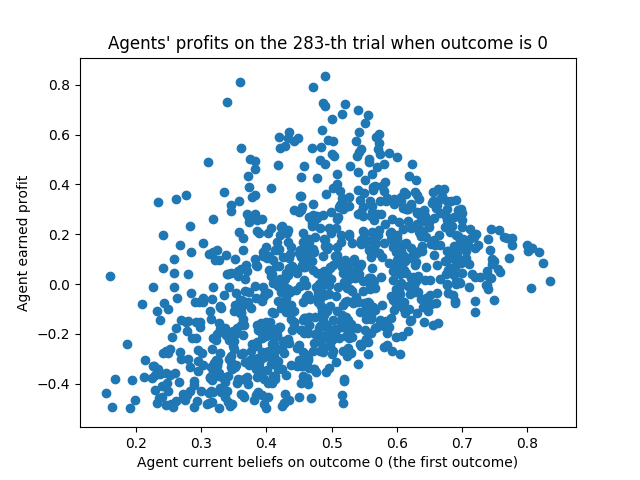 Agents' profits on the 283-th trial when outcome is 0
Agent earned profit
0.8
0.6
0.4
0.2
0.0
−0.2
−0.4
0.2 0.3 0.4 0.5 0.6 0.7 0.8
Agent current beliefs on outcome 0 (the first outcome)